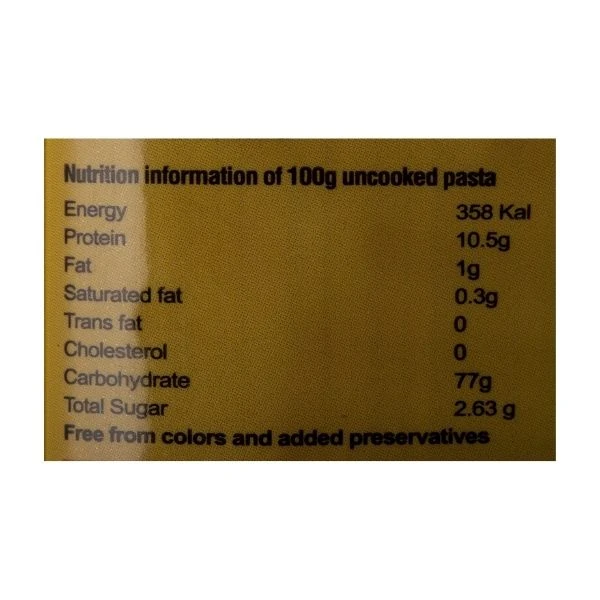 Nutrition information of 100g uncooked pasta
Energy 358 Kal
Protein 10.5g
Fat 1g
Saturated fat 0.3g
Trans fat 0
Cholesterol 0
Carbohydrate 77g
Total Sugar 2.63 g
Free from colors and added preservatives